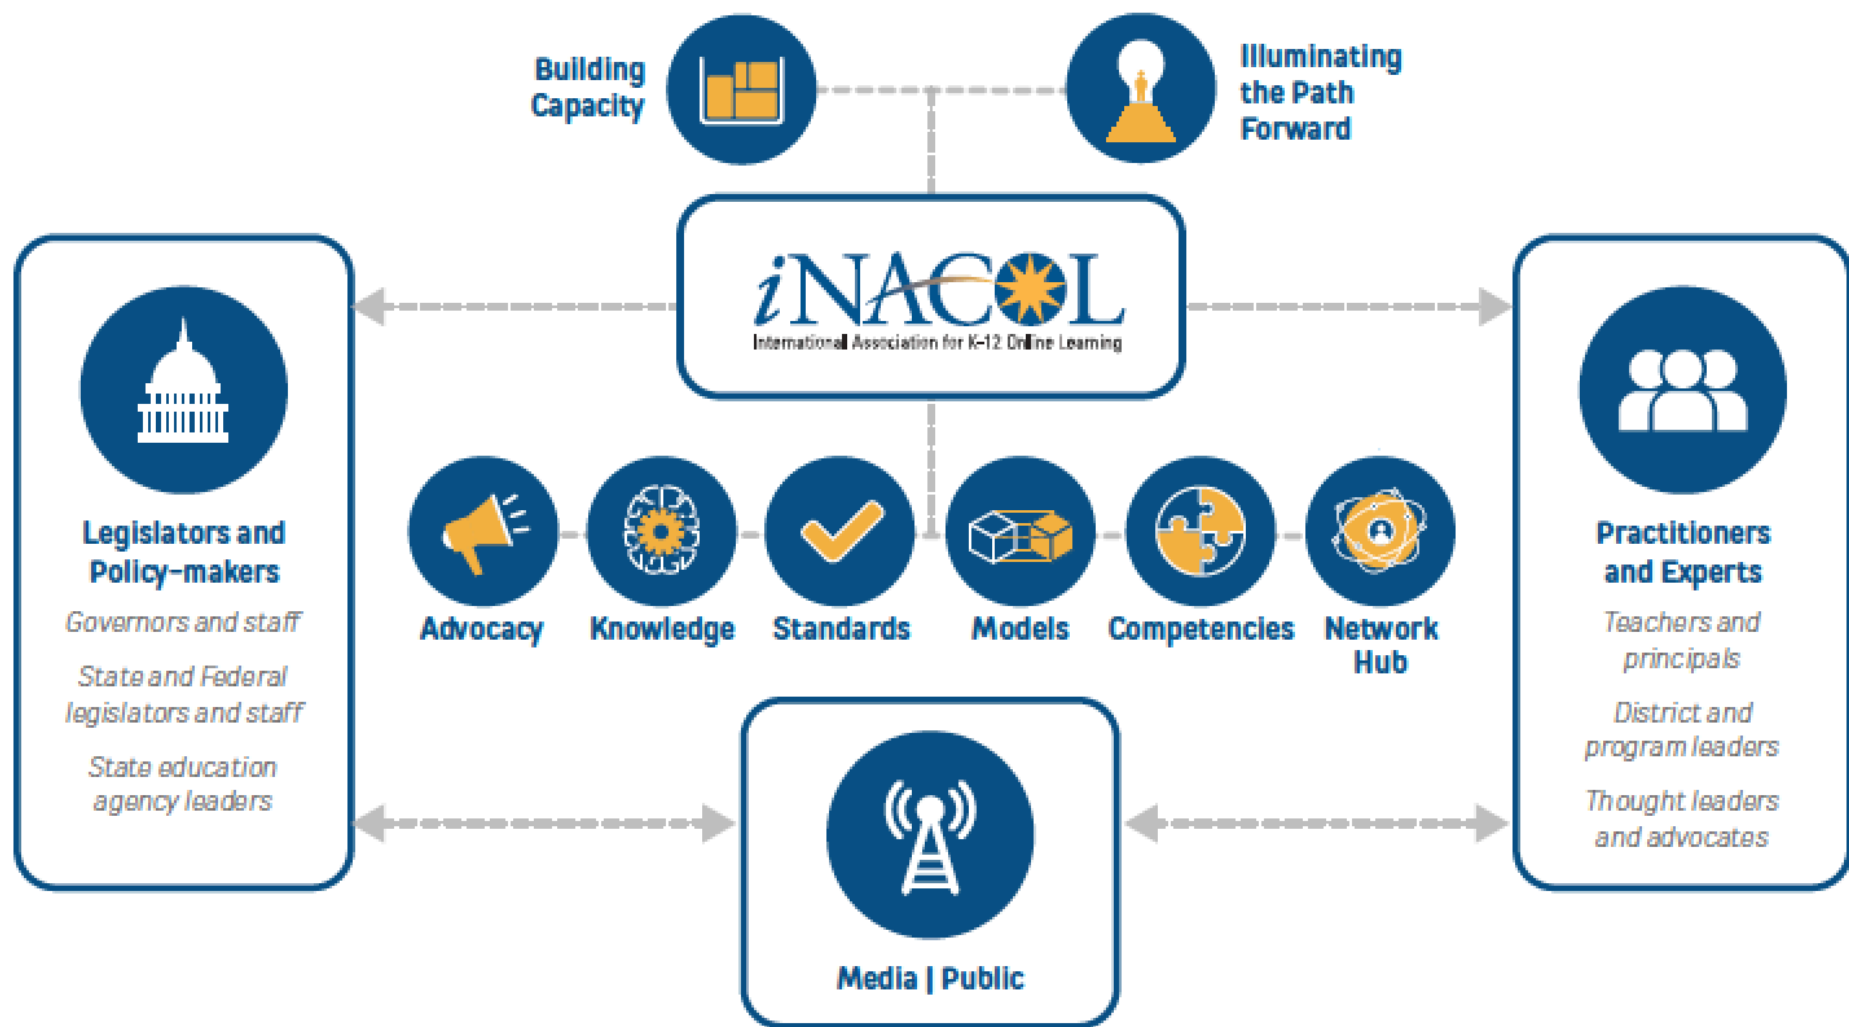 Building
Capacity
Illuminating
the Path
Forward
iNACOL
International Association for K-12 Online Learning
Legislators and
Policy-makers
Governors and staff
State and Federal
legislators and staff
State education
agency leaders
Advocacy
Knowledge
Standards
Models
Competencies
Network
Hub
Practitioners
and Experts
Teachers and
principals
District and
program leaders
Thought leaders
and advocates
Media | Public